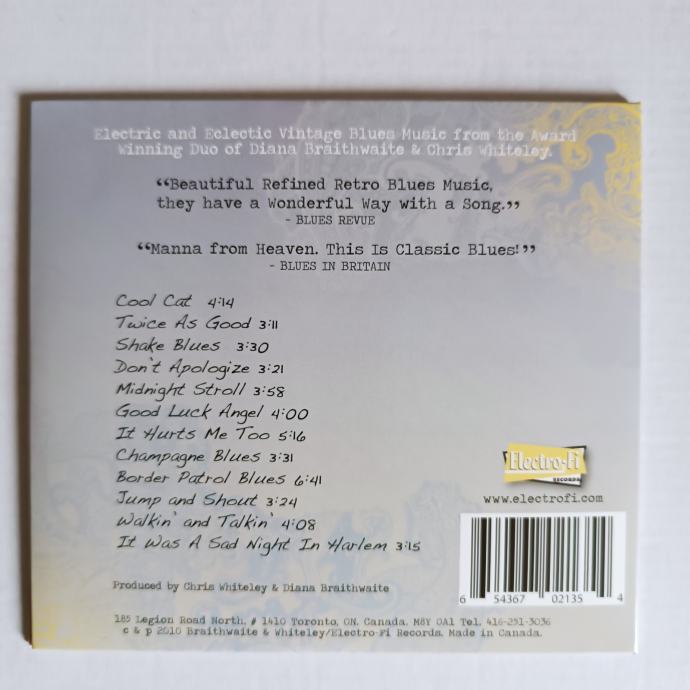 Electric and Eclectic Vintage Blues Music from the Award
Winning Duo of Diana Braithwaite & Chris Whiteley.
“Beautiful Refined Retro Blues Music,
they have a Wonderful Way with a Song.”
- BLUES REVUE
“Manna from Heaven. This Is Classic Blues!”
- BLUES IN BRITAIN
Cool Cat 4:14
Twice As Good 3:11
Shake Blues 3:30
Don't Apologize 3:21
Midnight Stroll 3:58
Good Luck Angel 4:00
It Hurts Me Too 5:16
Champagne Blues 3:31
Border Patrol Blues 6:41
Jump and Shout 3:24
Walkin' and Talkin' 4:08
It Was A Sad Night In Harlem 3:15
Electro-Fi
RECORDS
www.electrofi.com
6 54367 02135 4
Produced by Chris Whiteley & Diana Braithwaite
185 Legion Road North, # 1410 Toronto, ON. Canada. M8Y OA1 Tel. 416-251-3036
c & p 2010 Braithwaite & Whiteley/Electro-Fi Records. Made in Canada.